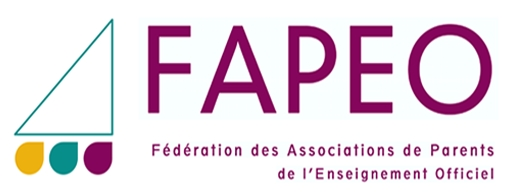 FAPEO
Fédération des Associations de Parents
de l'Enseignement Officiel